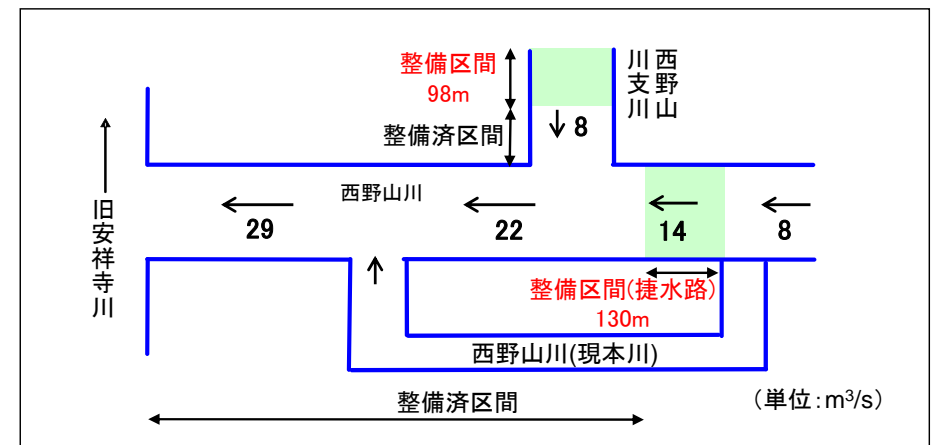 整備区間
98m
西野山
川支川
整備済区間
8
旧安祥寺川
西野山川
29
22
14
8
整備区間(捷水路)
130m
西野山川(現本川)
整備済区間
(単位:m³/s)